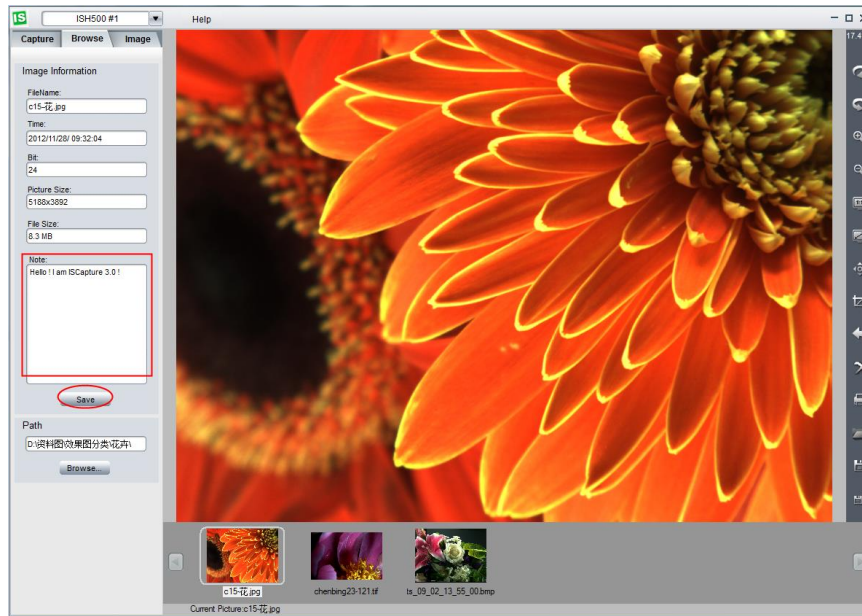 IS
ISH500 #1
Help
Capture
Browse
Image
17.4
Image Information
FileName:
c15-花.jpg
Time:
2012/11/28/ 09:32:04
Bit:
24
Picture Size:
5188x3892
File Size:
8.3 MB
Note:
Hello ! I am ISCapture 3.0 !
Save
Path
D:\资料图\效果图分类\花卉\
Browse...
c15-花.jpg
chenbing23-121.tif
ts_09_02_13_55_00.bmp
Current Picture:c15-花.jpg